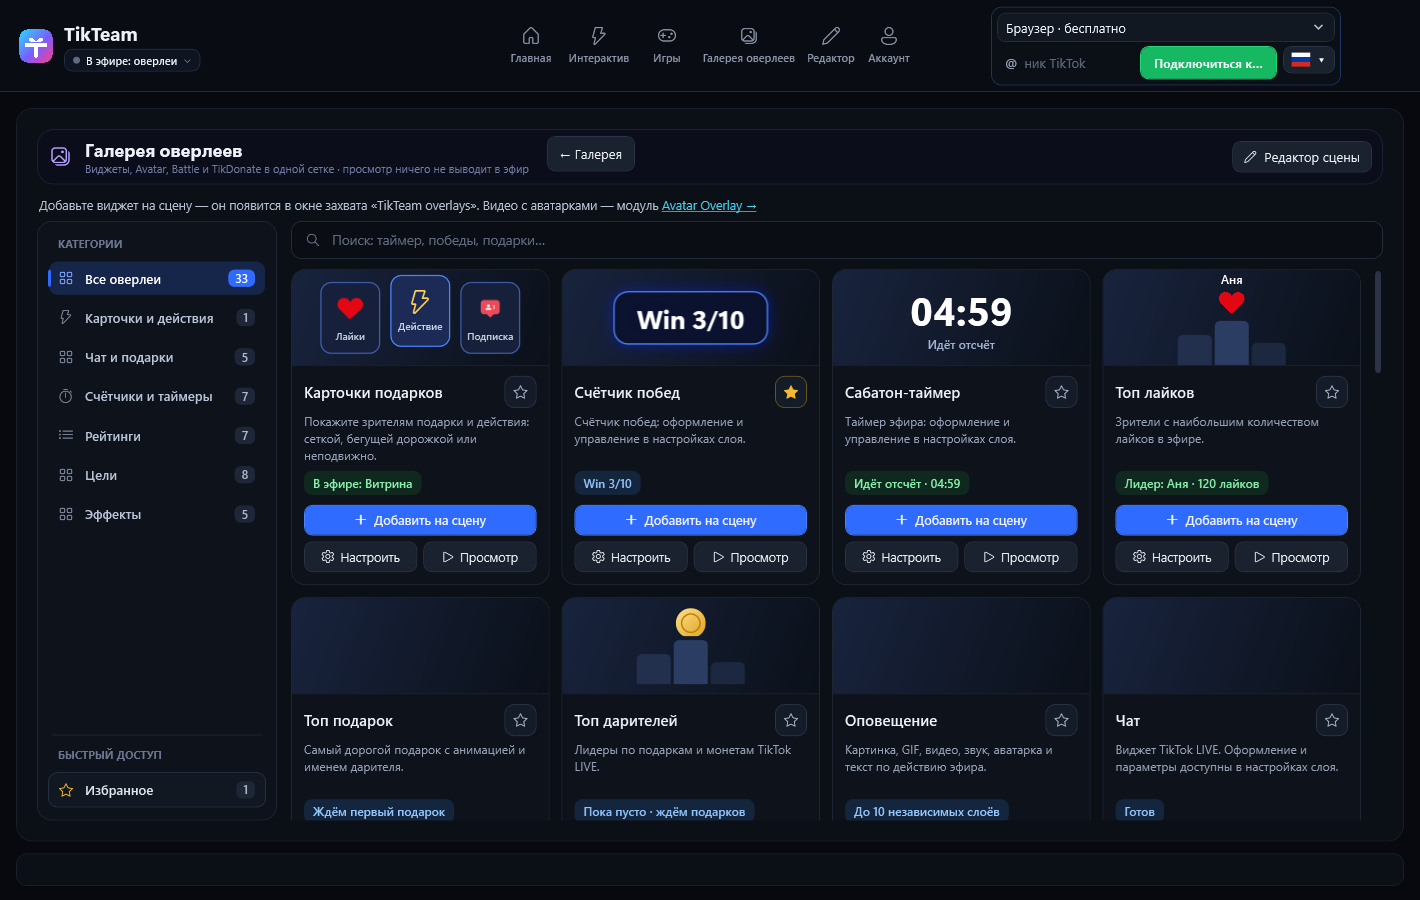 TikTeam
В эфире: оверлеи
Главная
Интерактив
Игры
Галерея оверлеев
Редактор
Аккаунт
Браузер · бесплатно
@ ник TikTok
Подключиться к...
Галерея оверлеев
Виджеты, Avatar, Battle и TikDonate в одной сетке · просмотр ничего не выводит в эфир
← Галерея
Редактор сцены
Добавьте виджет на сцену — он появится в окне захвата «TikTeam overlays». Видео с аватарками — модуль Avatar Overlay →
КАТЕГОРИИ
Все оверлеи 33
Карточки и действия 1
Чат и подарки 5
Счётчики и таймеры 7
Рейтинги 7
Цели 8
Эффекты 5
БЫСТРЫЙ ДОСТУП
Избранное 1
Поиск: таймер, победы, подарки...
Лайки
Действие
Подписка
Карточки подарков
Покажите зрителям подарки и действия:
сеткой, бегущей дорожкой или
неподвижно.
В эфире: Витрина
+ Добавить на сцену
Настроить
Просмотр
Win 3/10
Счётчик побед
Счётчик побед: оформление и
управление в настройках слоя.
Win 3/10
+ Добавить на сцену
Настроить
Просмотр
04:59
Идёт отсчёт
Сабатон-таймер
Таймер эфира: оформление и
управление в настройках слоя.
Идёт отсчёт · 04:59
+ Добавить на сцену
Настроить
Просмотр
Аня
Топ лайков
Зрители с наибольшим количеством
лайков в эфире.
Лидер: Аня · 120 лайков
+ Добавить на сцену
Настроить
Просмотр
Топ подарок
Самый дорогой подарок с анимацией и
именем дарителя.
Ждём первый подарок
Топ дарителей
Лидеры по подаркам и монетам TikTok
LIVE.
Пока пусто · ждём подарков
Оповещение
Картинка, GIF, видео, звук, аватарка и
текст по действию эфира.
До 10 независимых слоёв
Чат
Виджет TikTok LIVE. Оформление и
параметры доступны в настройках слоя.
Готов